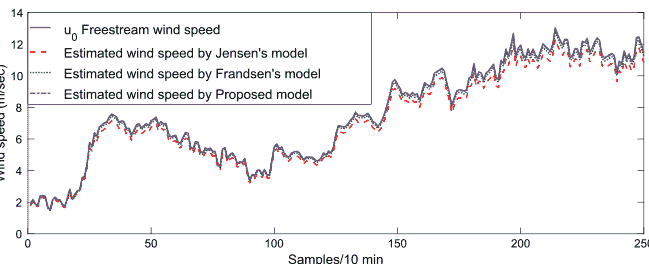 14
12
10
8
6
4
2
0
u0 Freestream wind speed
Estimated wind speed by Jensen's model
Estimated wind speed by Frandsen's model
Estimated wind speed by Proposed model
Wind speed (m/sec)
0 50 100 150 200 250
Samples/10 min